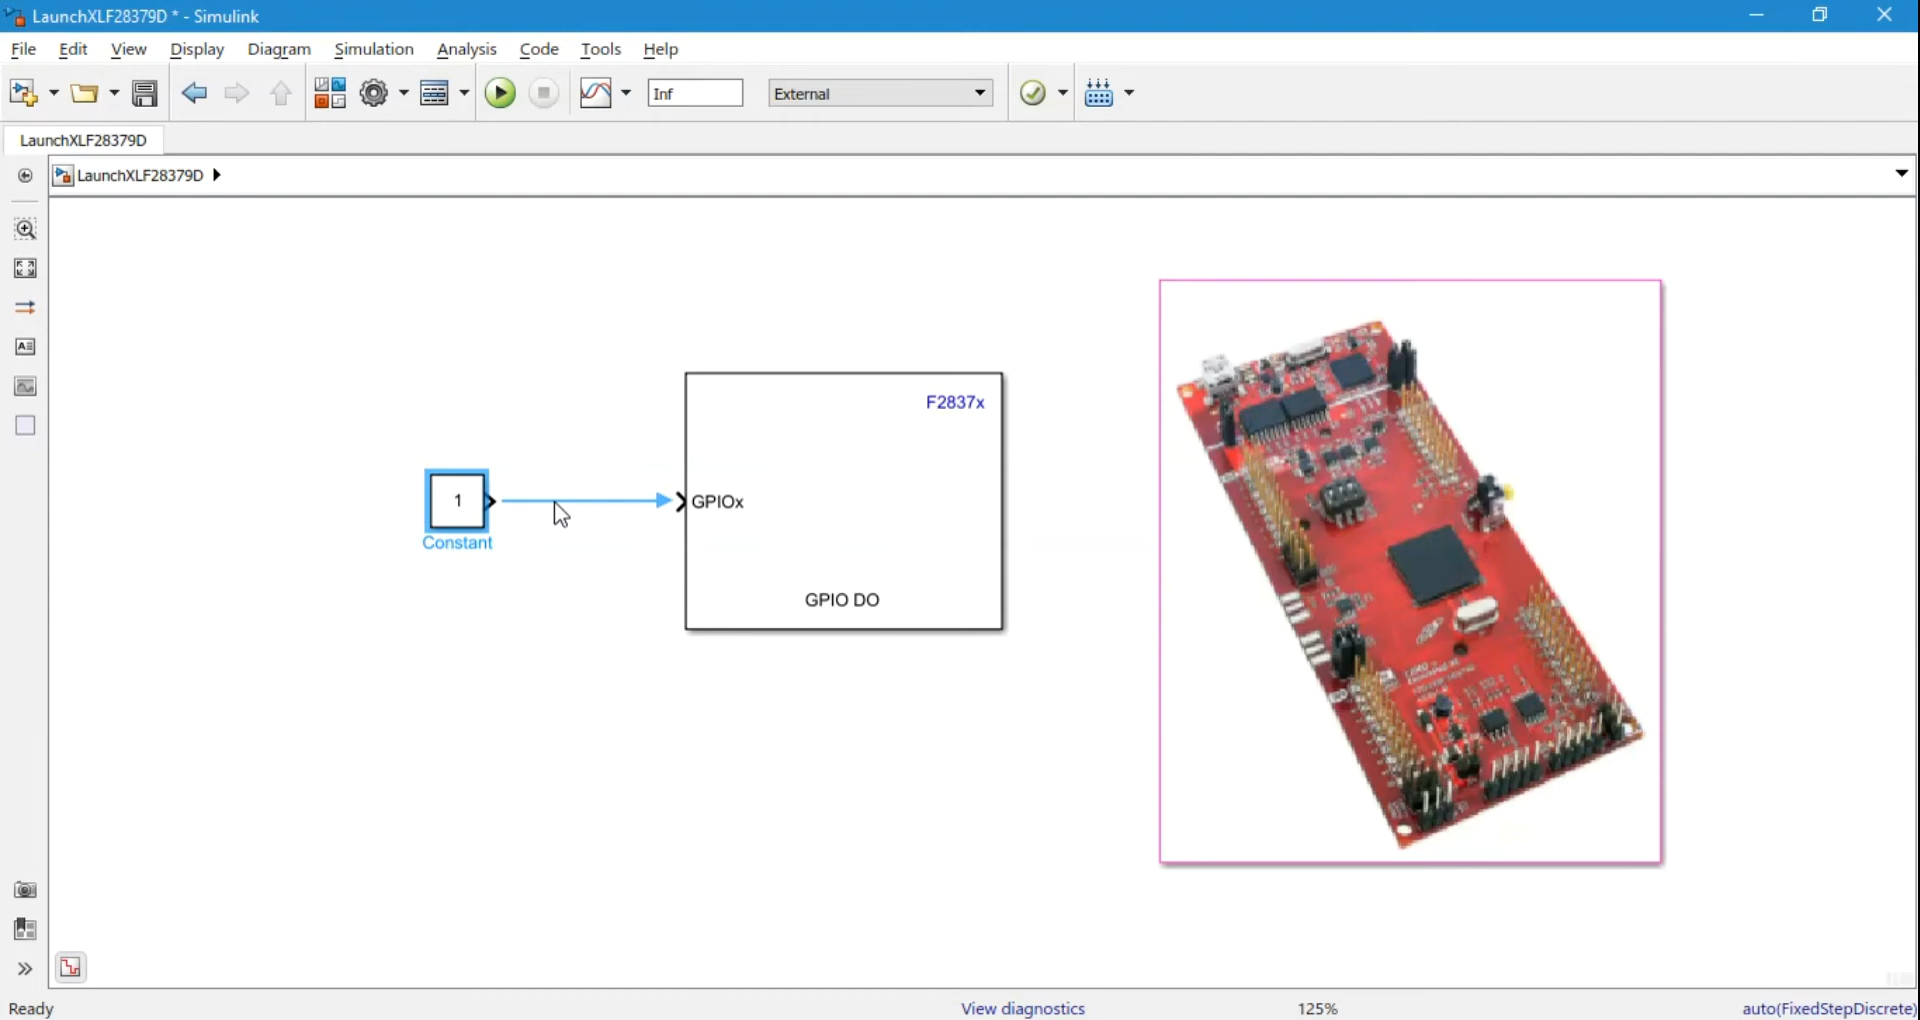 LaunchXLF28379D * - Simulink
File Edit View Display Diagram Simulation Analysis Code Tools Help
Inf External
LaunchXLF28379D
LaunchXLF28379D
F2837x
1
GPIOx
Constant
GPIO DO
Ready View diagnostics 125% auto(FixedStepDiscrete)